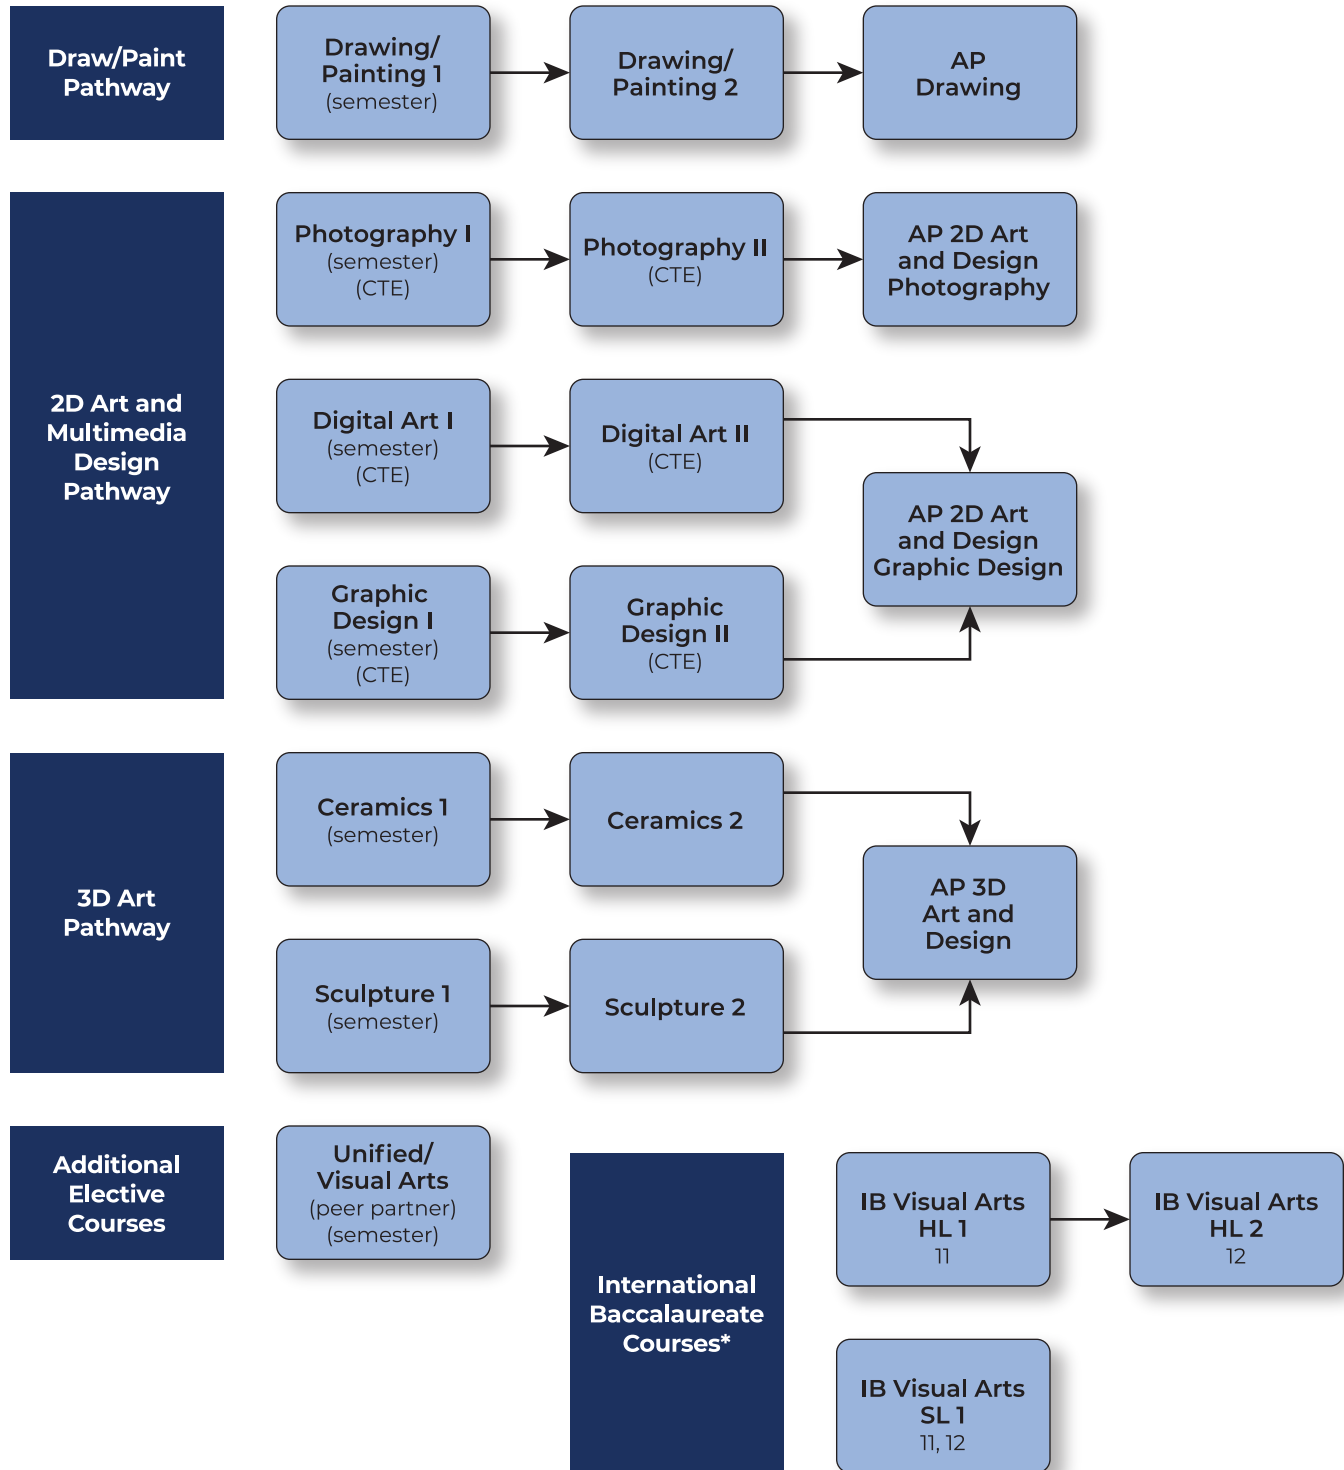 Draw/Paint
Pathway
Drawing/
Painting 1
(semester)
Drawing/
Painting 2
AP
Drawing
2D Art and
Multimedia
Design
Pathway
Photography I
(semester)
(CTE)
Photography II
(CTE)
AP 2D Art
and Design
Photography
Digital Art I
(semester)
(CTE)
Digital Art II
(CTE)
AP 2D Art
and Design
Graphic Design
Graphic
Design I
(semester)
(CTE)
Graphic
Design II
(CTE)
3D Art
Pathway
Ceramics 1
(semester)
Ceramics 2
AP 3D
Art and
Design
Sculpture 1
(semester)
Sculpture 2
Additional
Elective
Courses
Unified/
Visual Arts
(peer partner)
(semester)
International
Baccalaureate
Courses*
IB Visual Arts
HL 1
11
IB Visual Arts
HL 2
12
IB Visual Arts
SL 1
11, 12